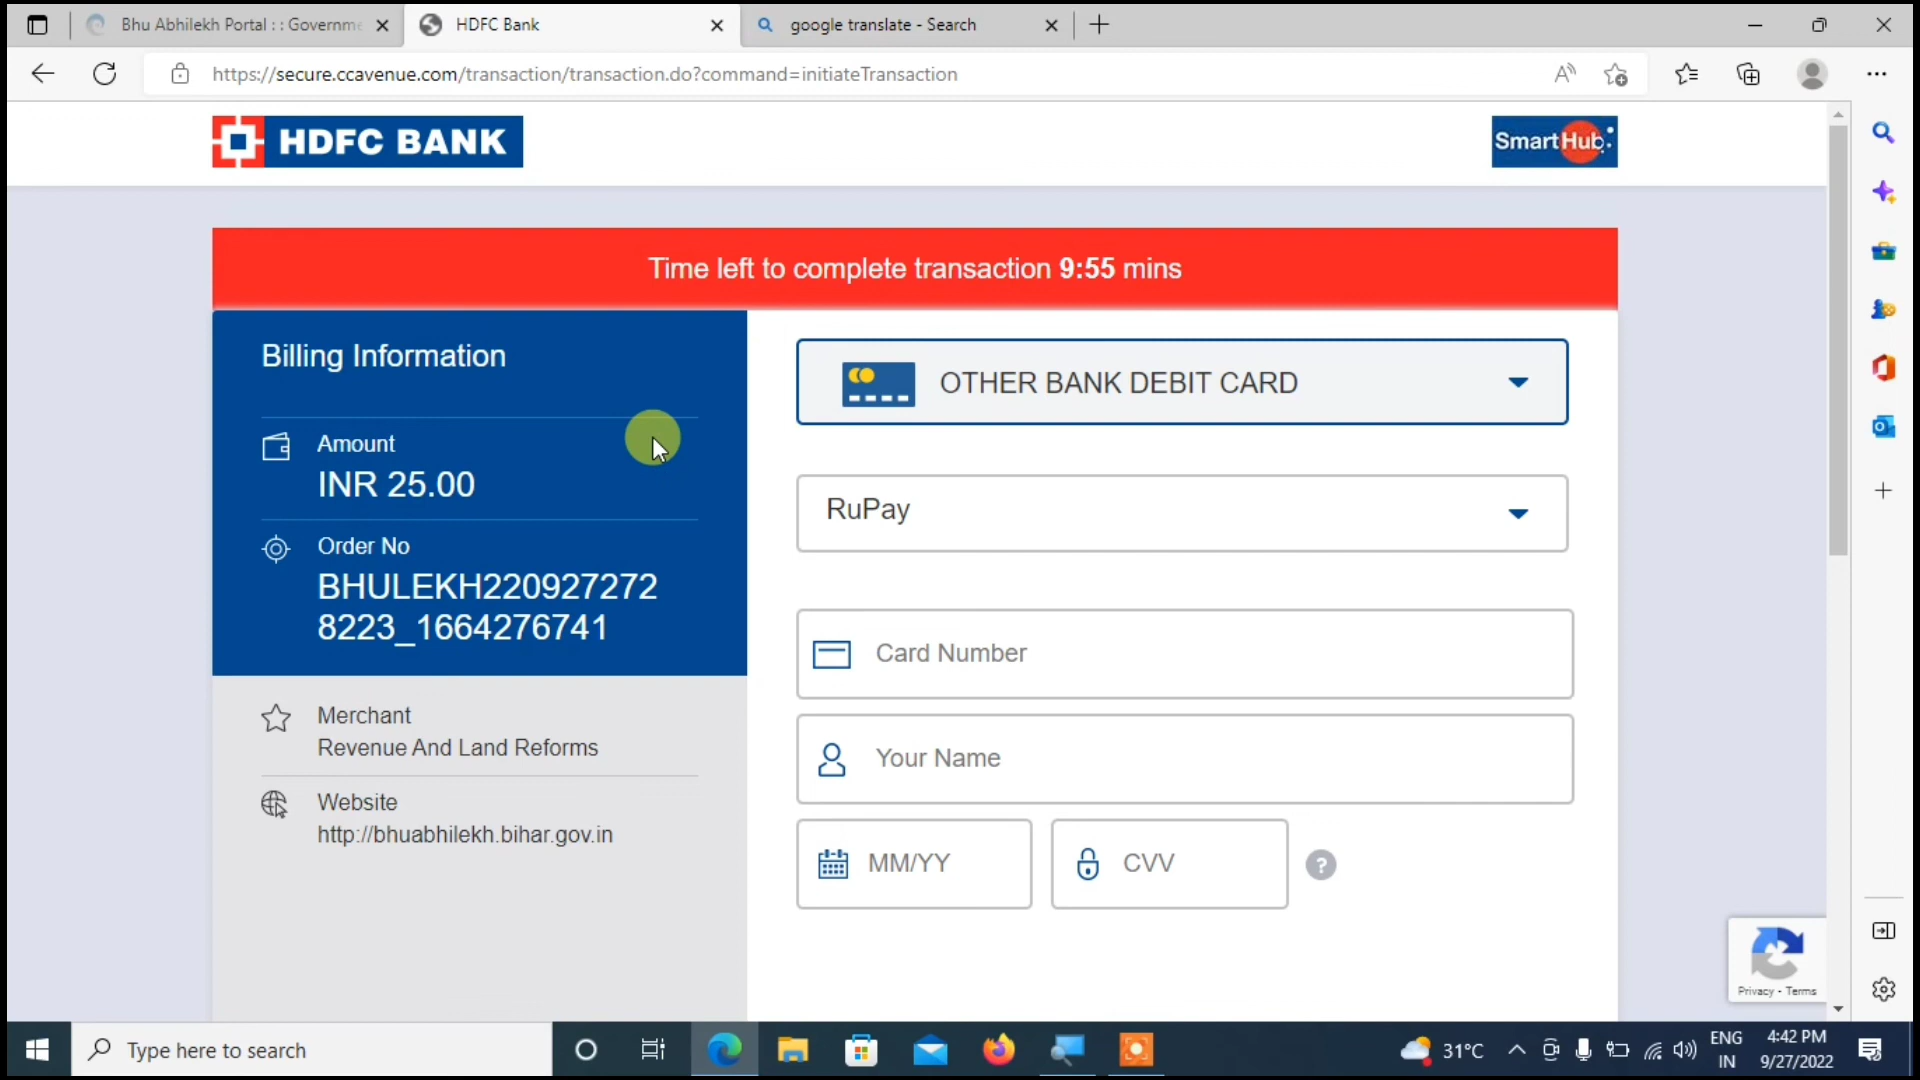 Bhu Abhilekh Portal : : Governme
HDFC Bank
google translate - Search
https://secure.ccavenue.com/transaction/transaction.do?command=initiateTransaction
HDFC BANK
SmartHub:
Time left to complete transaction 9:55 mins
Billing Information
Amount
INR 25.00
Order No
BHULEKH220927272
8223_1664276741
Merchant
Revenue And Land Reforms
Website
http://bhuabhilekh.bihar.gov.in
OTHER BANK DEBIT CARD
RuPay
Card Number
Your Name
MM/YY
CVV
?
Privacy - Terms
Type here to search
31°C
ENG
IN
4:42 PM
9/27/2022